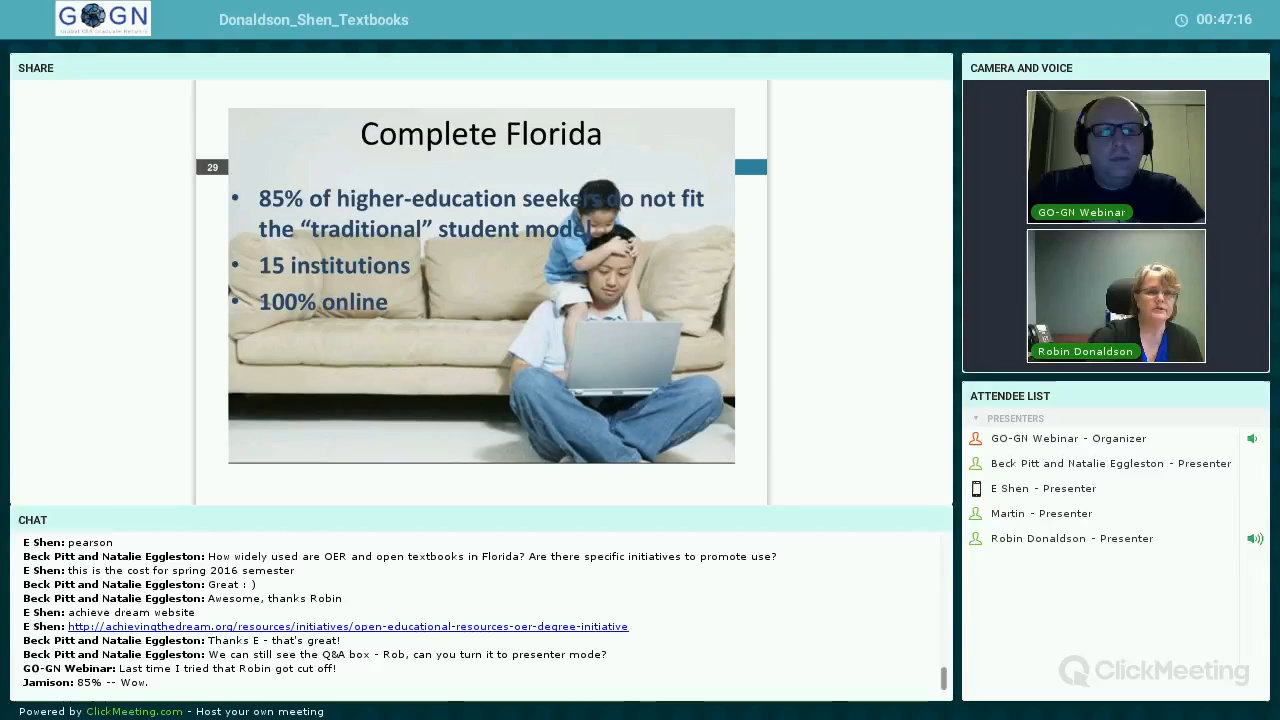 GOGN
Global OER Graduate Network
Donaldson_Shen_Textbooks
00:47:16
SHARE
Complete Florida
29
• 85% of higher-education seekers do not fit
the “traditional” student model
• 15 institutions
• 100% online
CAMERA AND VOICE
GO-GN Webinar
Robin Donaldson
ATTENDEE LIST
PRESENTERS
GO-GN Webinar - Organizer
Beck Pitt and Natalie Eggleston - Presenter
E Shen - Presenter
Martin - Presenter
Robin Donaldson - Presenter
CHAT
E Shen: pearson
Beck Pitt and Natalie Eggleston: How widely used are OER and open textbooks in Florida? Are there specific initiatives to promote use?
E Shen: this is the cost for spring 2016 semester
Beck Pitt and Natalie Eggleston: Great : )
Beck Pitt and Natalie Eggleston: Awesome, thanks Robin
E Shen: achieve dream website
E Shen: http://achievingthedream.org/resources/initiatives/open-educational-resources-oer-degree-initiative
Beck Pitt and Natalie Eggleston: Thanks E - that's great!
Beck Pitt and Natalie Eggleston: We can still see the Q&A box - Rob, can you turn it to presenter mode?
GO-GN Webinar: Last time I tried that Robin got cut off!
Jamison: 85% -- Wow.
ClickMeeting
Powered by ClickMeeting.com - Host your own meeting